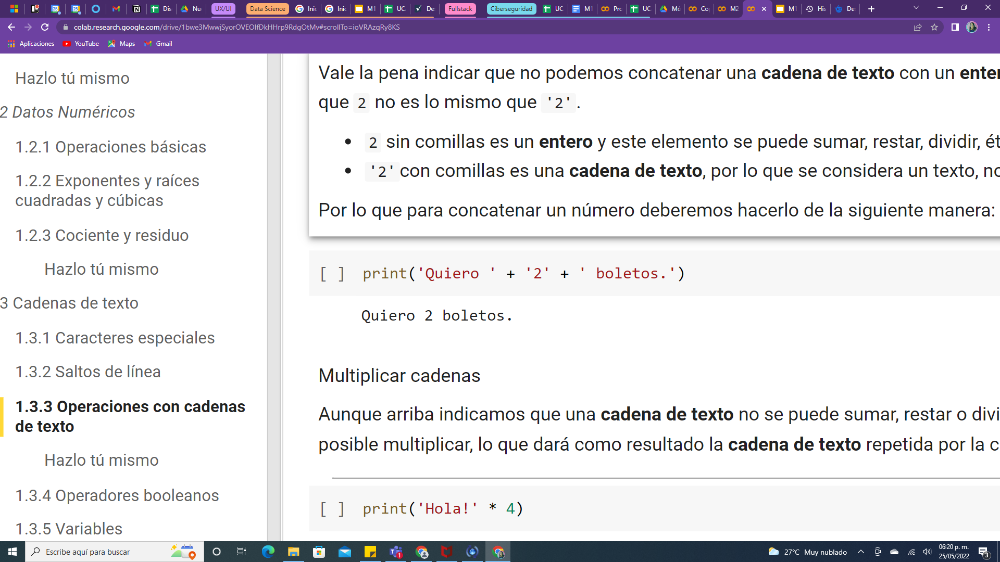 Dis
Nu
UX/UI
Data Science
Inic
Inic
M1
UC
De
Fullstack
Ciberseguridad
UC
M1
Pro
UC
Mó
Co
M2
M1
His
De
colab.research.google.com/drive/1bwe3MwwjSyorOVEOlfDkHHrp9RdgOtMv#scrollTo=ioVRAzqRy8KS
Aplicaciones
YouTube
Maps
Gmail
Hazlo tú mismo
2 Datos Numéricos
1.2.1 Operaciones básicas
1.2.2 Exponentes y raíces
cuadradas y cúbicas
1.2.3 Cociente y residuo
Hazlo tú mismo
3 Cadenas de texto
1.3.1 Caracteres especiales
1.3.2 Saltos de línea
1.3.3 Operaciones con cadenas
de texto
Hazlo tú mismo
1.3.4 Operadores booleanos
1.3.5 Variables
Vale la pena indicar que no podemos concatenar una cadena de texto con un enter
que 2 no es lo mismo que '2'.
• 2 sin comillas es un entero y este elemento se puede sumar, restar, dividir, ét
• '2' con comillas es una cadena de texto, por lo que se considera un texto, no
Por lo que para concatenar un número deberemos hacerlo de la siguiente manera:
[ ] print('Quiero ' + '2' + ' boletos.')
Quiero 2 boletos.
Multiplicar cadenas
Aunque arriba indicamos que una cadena de texto no se puede sumar, restar o divi
posible multiplicar, lo que dará como resultado la cadena de texto repetida por la c
[ ] print('Hola!' * 4)
Escribe aquí para buscar
27°C Muy nublado
06:20 p. m.
25/05/2022
3